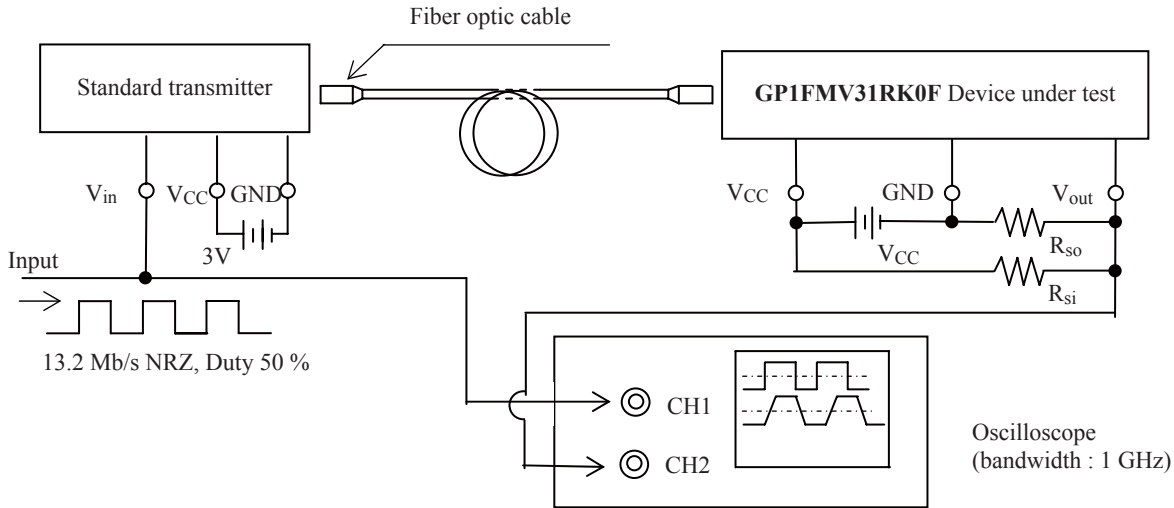 Fiber optic cable
Standard transmitter
GP1FMV31RK0F Device under test
Vin
VCC
GND
3V
VCC
GND
Vout
VCC
Rso
Rsi
Input
13.2 Mb/s NRZ, Duty 50 %
CH1
CH2
Oscilloscope
(bandwidth : 1 GHz)